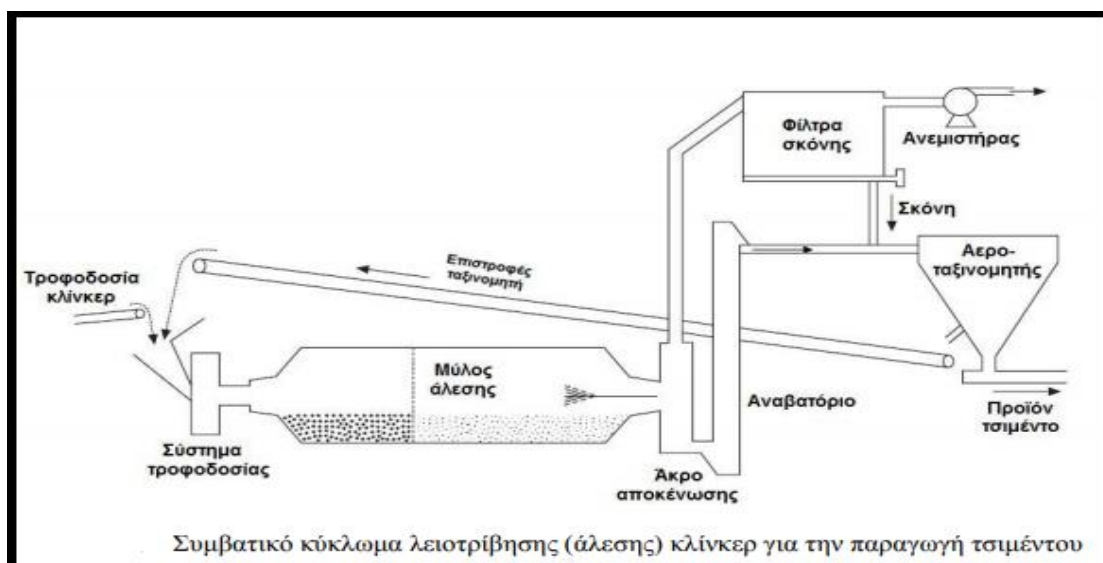 Φίλτρα
σκόνης
Ανεμιστήρας
Σκόνη
Αερο-
ταξινομητής
Επιστροφές
ταξινομητή
Τροφοδοσία
κλίνκερ
Μύλος
άλεσης
Αναβατόριο
Προϊόν
τσιμέντο
Σύστημα
τροφοδοσίας
Άκρο
αποκένωσης
Συμβατικό κύκλωμα λειοτρίβησης (άλεσης) κλίνκερ για την παραγωγή τσιμέντου